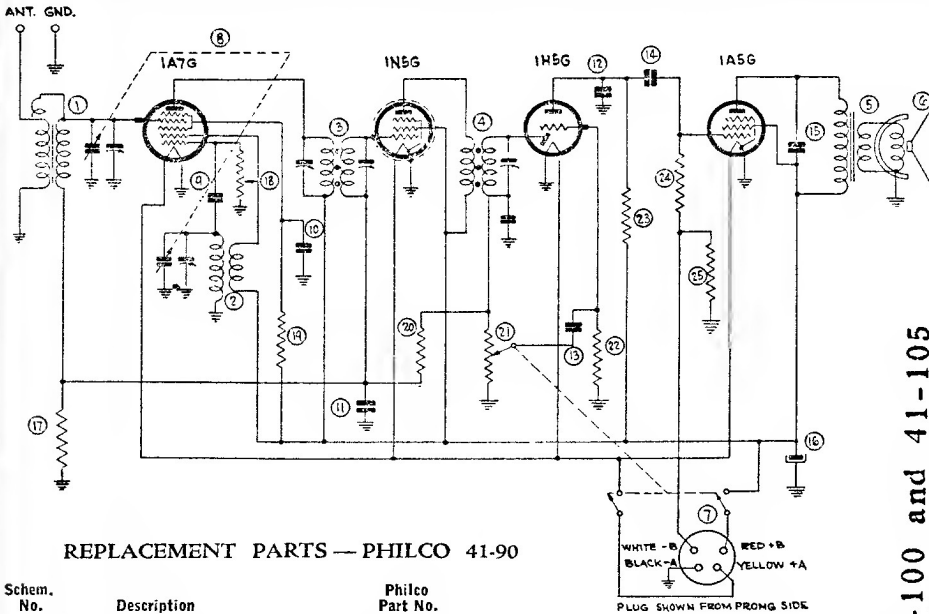 ANT. GND.
8
1A7G
1N5G
1H5G
1A5G
12
14
1
3
4
5
6
15
9
18
24
10
23
2
25
19
20
21
13
22
11
17
16
7
WHITE -B
RED +B
BLACK-A
YELLOW +A
PLUG SHOWN FROM PRONG SIDE
REPLACEMENT PARTS — PHILCO 41-90
Schem. No.
Description
Philco Part No.
-100 and 41-105